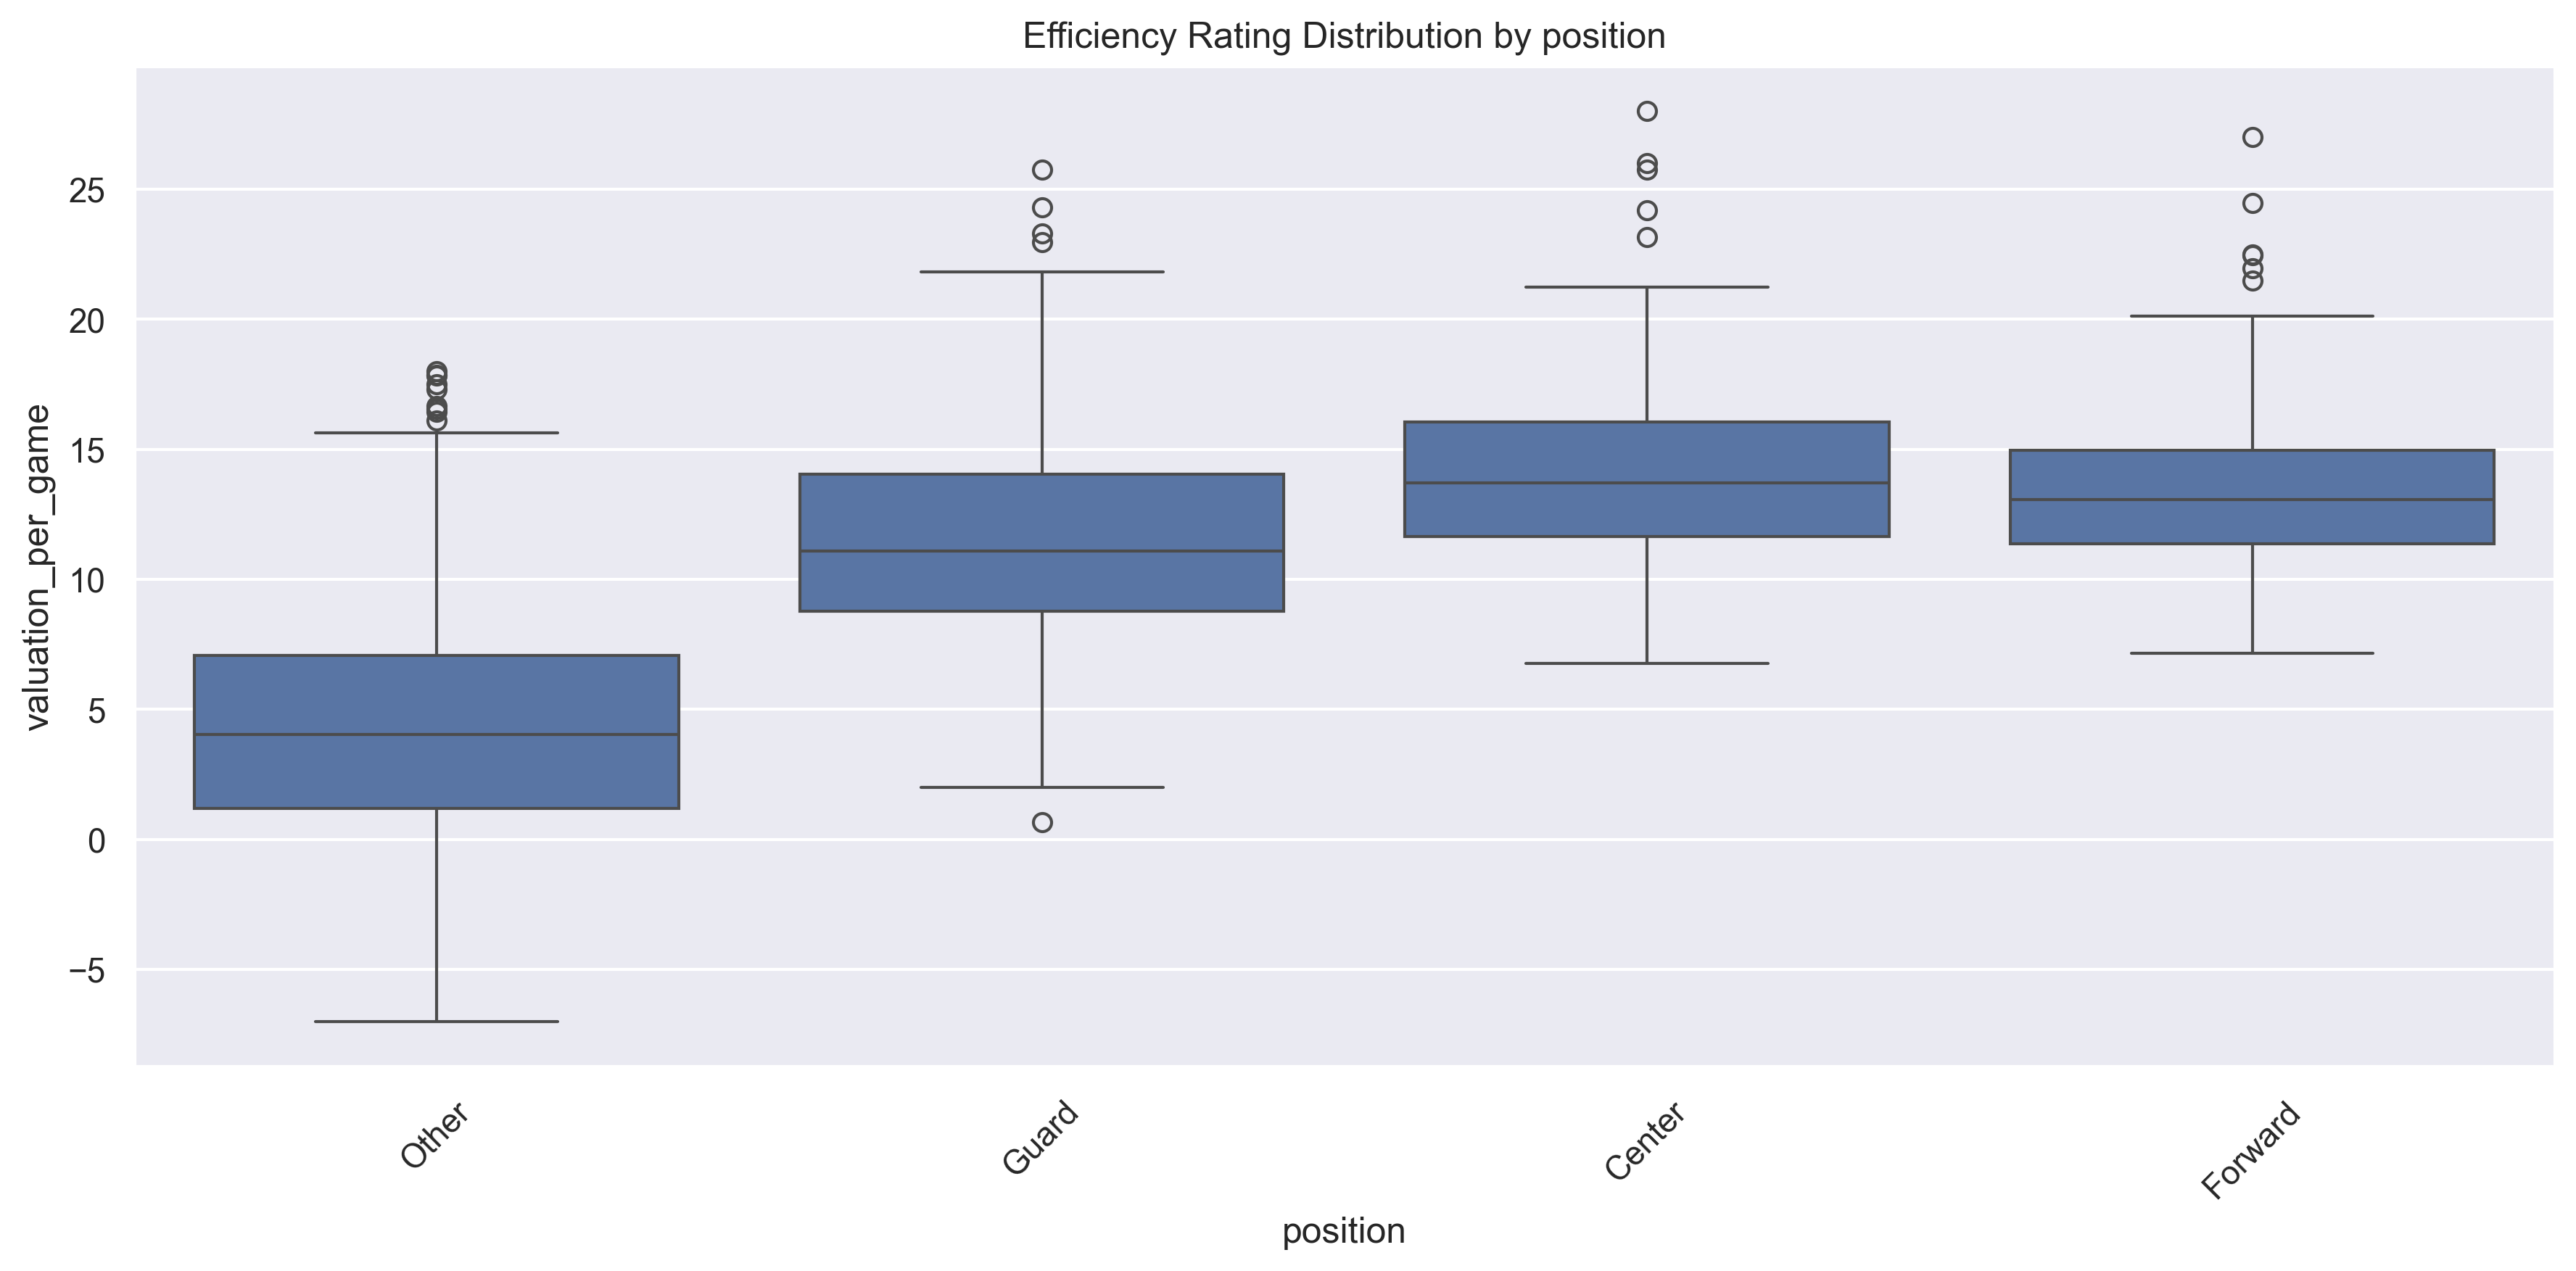 Efficiency Rating Distribution by position
valuation_per_game
25
20
15
10
5
0
−5
Other
Guard
Center
Forward
position